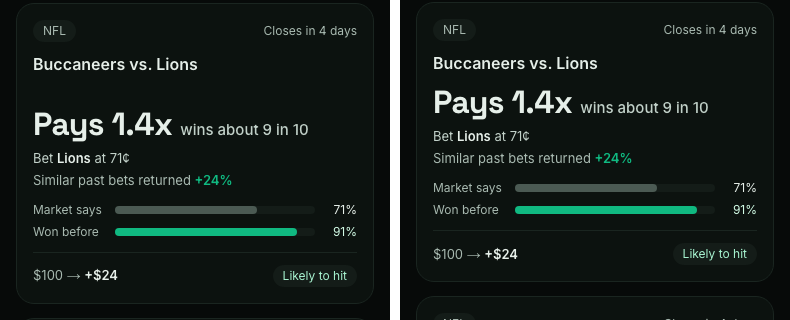 NFL
Closes in 4 days
Buccaneers vs. Lions
Pays 1.4x wins about 9 in 10
Bet Lions at 71¢
Similar past bets returned +24%
Market says 71%
Won before 91%
$100 → +$24
Likely to hit
NFL
Closes in 4 days
Buccaneers vs. Lions
Pays 1.4x wins about 9 in 10
Bet Lions at 71¢
Similar past bets returned +24%
Market says 71%
Won before 91%
$100 → +$24
Likely to hit